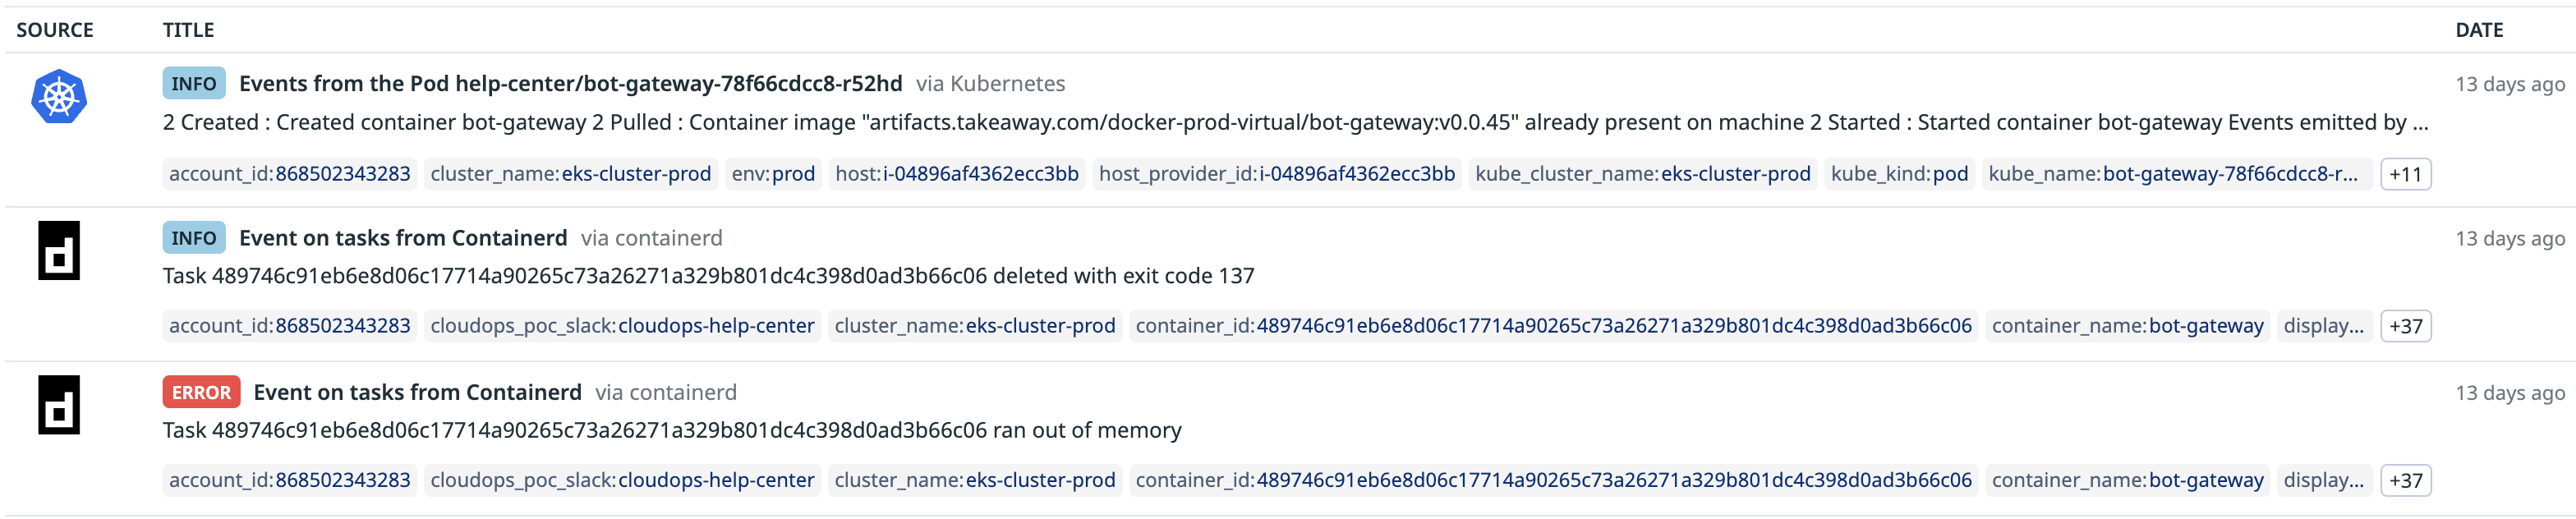 SOURCE TITLE DATE
INFO Events from the Pod help-center/bot-gateway-78f66cdcc8-r52hd via Kubernetes 13 days ago
2 Created : Created container bot-gateway 2 Pulled : Container image "artifacts.takeaway.com/docker-prod-virtual/bot-gateway:v0.0.45" already present on machine 2 Started : Started container bot-gateway Events emitted by ...
account_id:868502343283 cluster_name:eks-cluster-prod env:prod host:i-04896af4362ecc3bb host_provider_id:i-04896af4362ecc3bb kube_cluster_name:eks-cluster-prod kube_kind:pod kube_name:bot-gateway-78f66cdcc8-r... +11
INFO Event on tasks from Containerd via containerd 13 days ago
Task 489746c91eb6e8d06c17714a90265c73a26271a329b801dc4c398d0ad3b66c06 deleted with exit code 137
account_id:868502343283 cloudops_poc_slack:cloudops-help-center cluster_name:eks-cluster-prod container_id:489746c91eb6e8d06c17714a90265c73a26271a329b801dc4c398d0ad3b66c06 container_name:bot-gateway display... +37
ERROR Event on tasks from Containerd via containerd 13 days ago
Task 489746c91eb6e8d06c17714a90265c73a26271a329b801dc4c398d0ad3b66c06 ran out of memory
account_id:868502343283 cloudops_poc_slack:cloudops-help-center cluster_name:eks-cluster-prod container_id:489746c91eb6e8d06c17714a90265c73a26271a329b801dc4c398d0ad3b66c06 container_name:bot-gateway display... +37